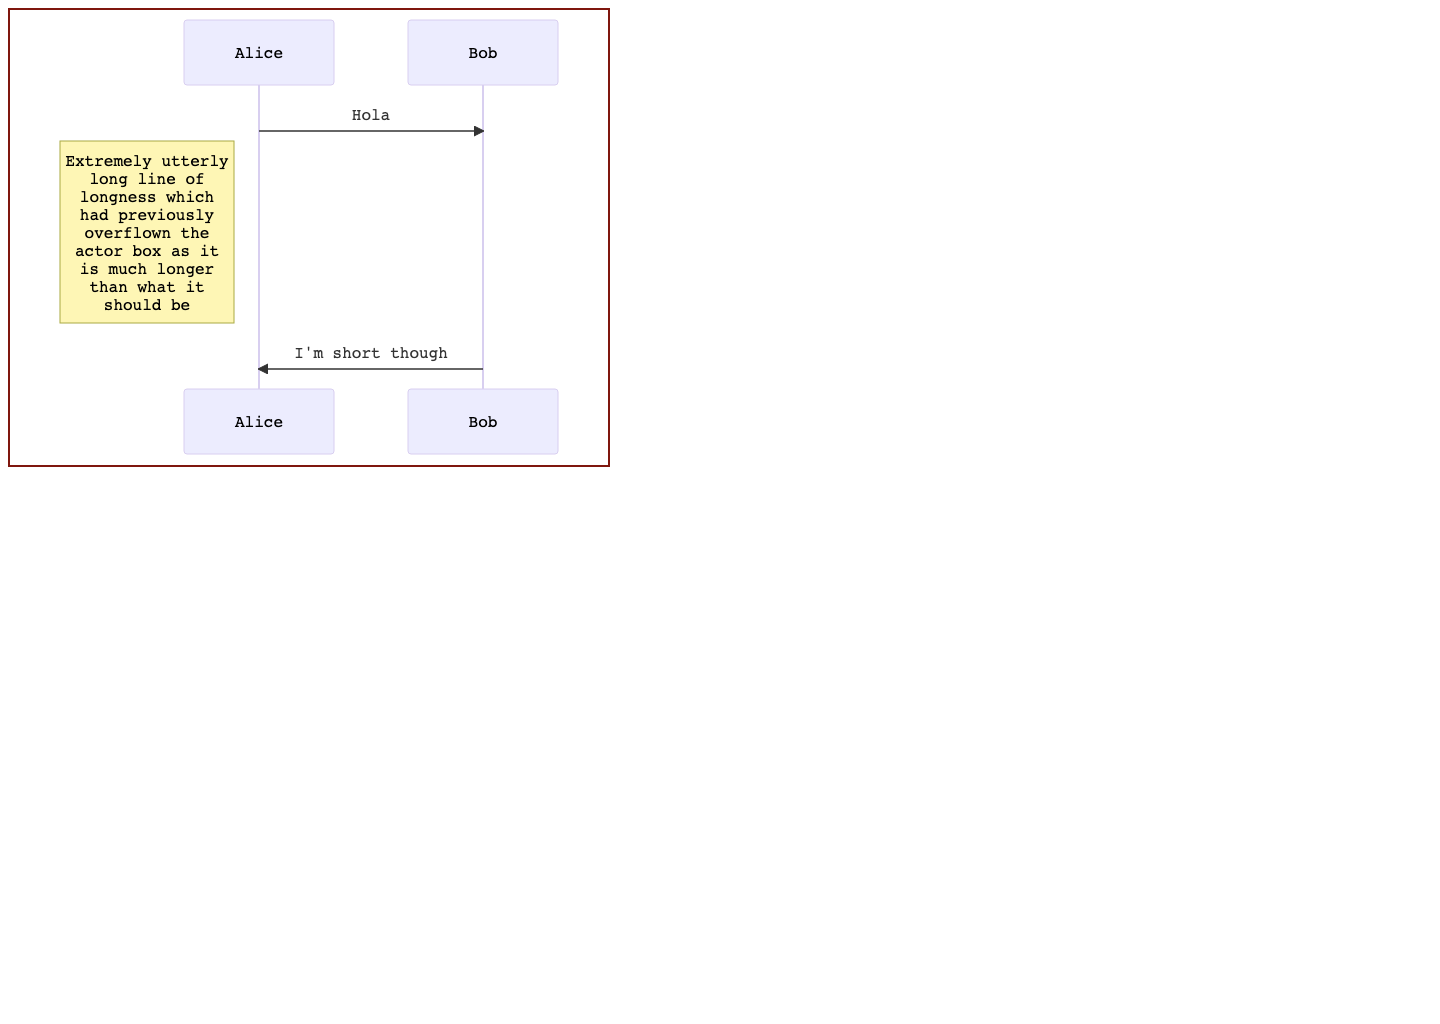 Alice
Bob
Hola
Extremely utterly
long line of
longness which
had previously
overflown the
actor box as it
is much longer
than what it
should be
I'm short though
Alice
Bob